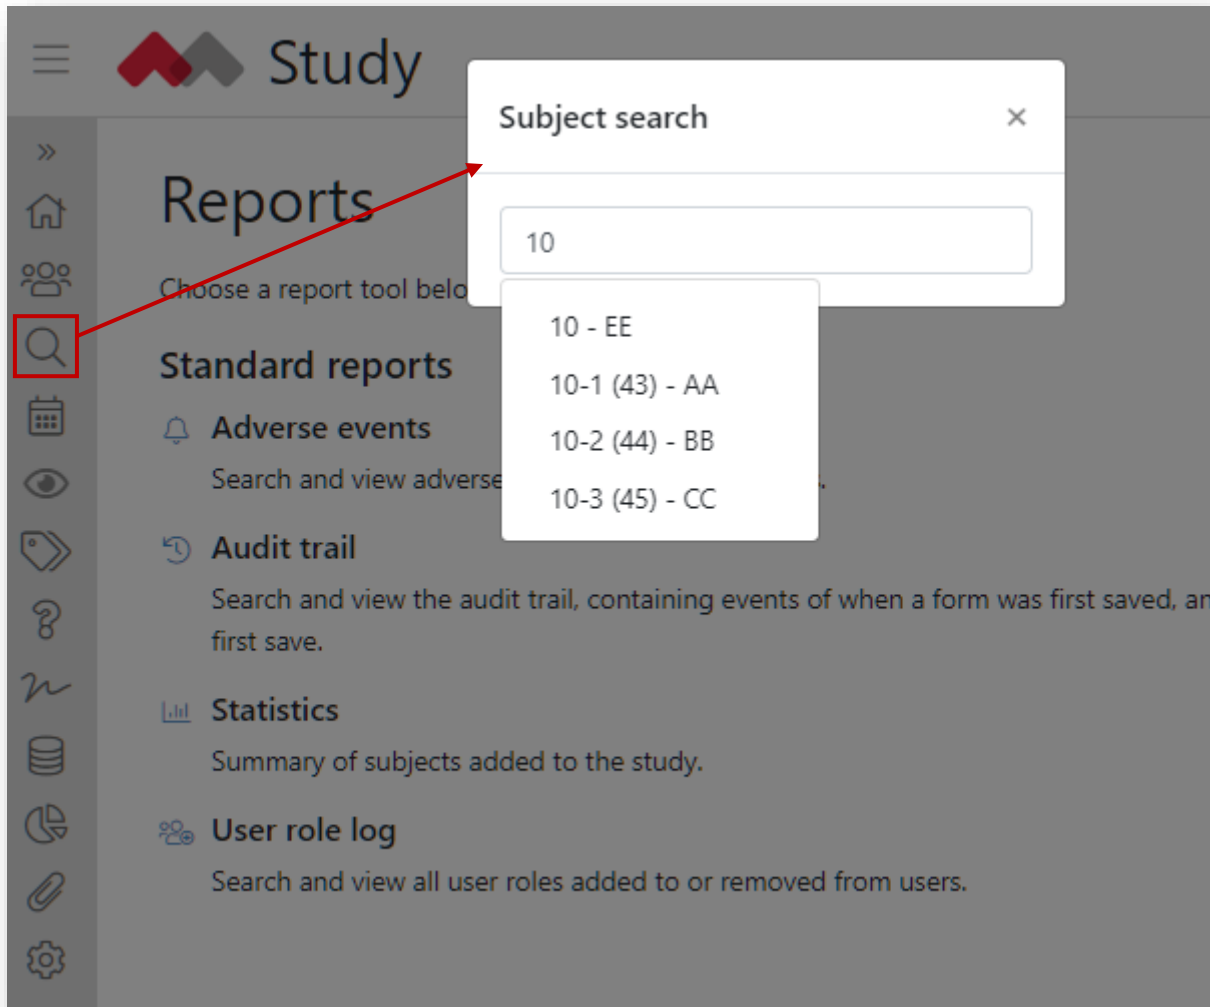 Study
Subject search
×
Reports
10
Choose a report tool belo
10 - EE
10-1 (43) - AA
10-2 (44) - BB
10-3 (45) - CC
Standard reports
Adverse events
Search and view adverse
Audit trail
Search and view the audit trail, containing events of when a form was first saved, an
first save.
Statistics
Summary of subjects added to the study.
User role log
Search and view all user roles added to or removed from users.